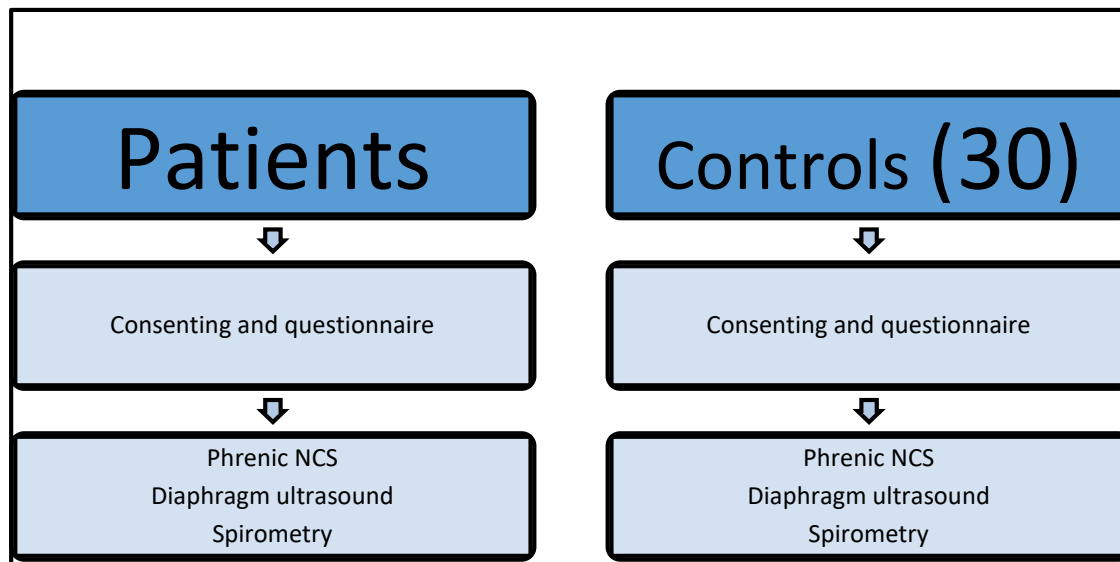 Patients
Consenting and questionnaire
Phrenic NCS
Diaphragm ultrasound
Spirometry
Controls (30)
Consenting and questionnaire
Phrenic NCS
Diaphragm ultrasound
Spirometry